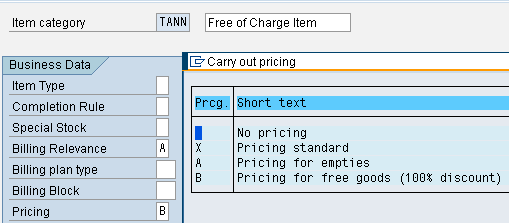 Item category TANN Free of Charge Item
Business Data
Item Type
Completion Rule
Special Stock
Billing Relevance A
Billing plan type
Billing Block
Pricing B
Carry out pricing
Prcg. Short text
No pricing
X Pricing standard
A Pricing for empties
B Pricing for free goods (100% discount)